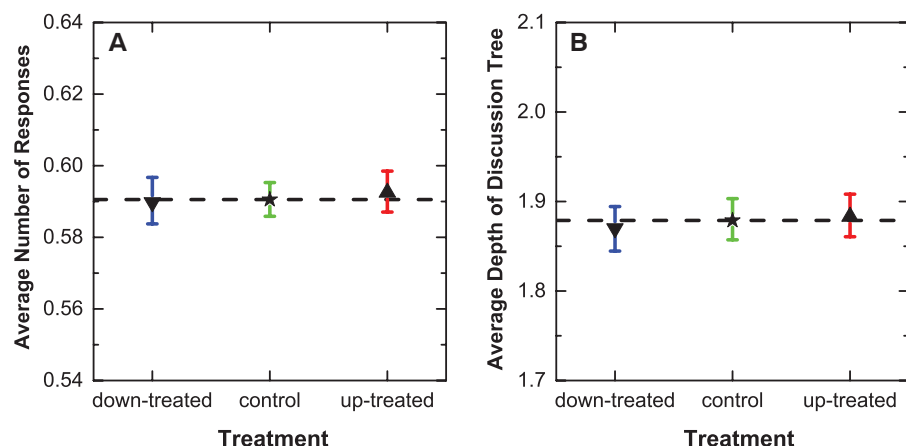 A
Average Number of Responses
0.64
0.62
0.60
0.58
0.56
0.54
down-treated control up-treated
Treatment
B
Average Depth of Discussion Tree
2.1
2.0
1.9
1.8
1.7
down-treated control up-treated
Treatment